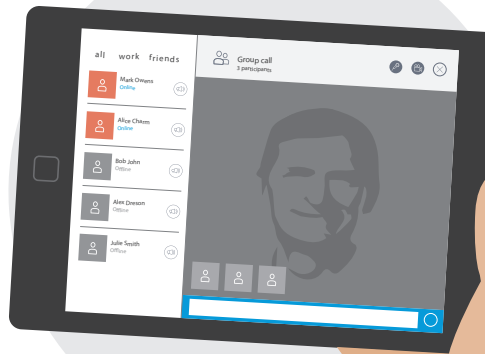 all work friends
Mark Owens
Online
Alice Chasm
Online
Bob John
Offline
Alex Dreson
Offline
Julie Smith
Offline
Group call
3 participants